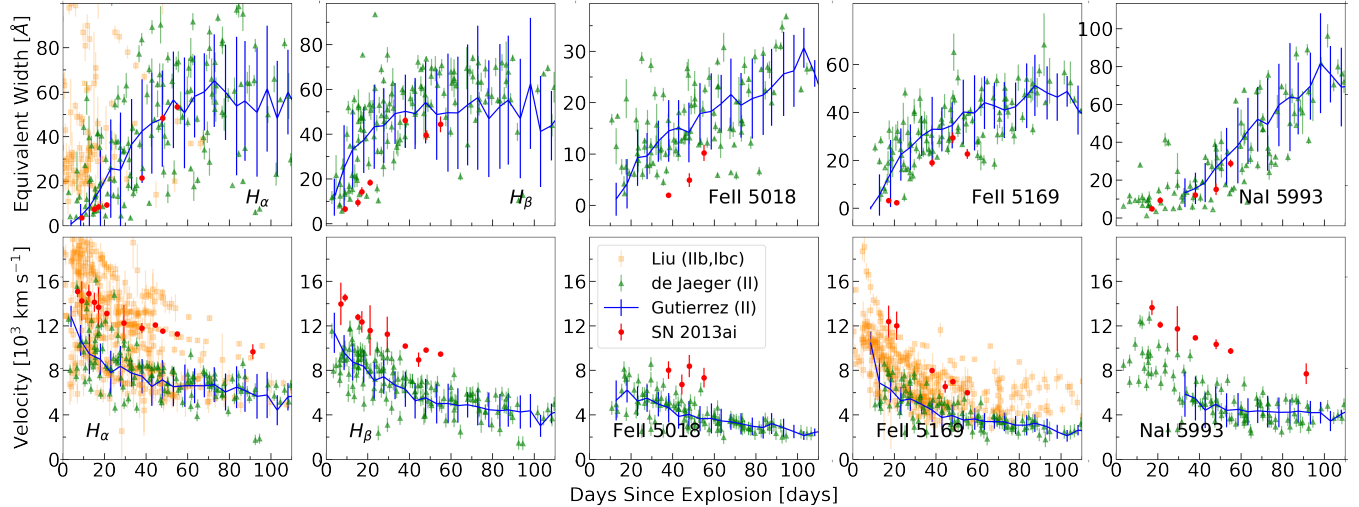 Equivalent Width [Å]
100
80
60
40
20
0
H_α
80
60
40
20
0
H_β
30
20
10
0
FeII 5018
60
40
20
0
FeII 5169
100
80
60
40
20
0
NaI 5993
Velocity [10³ km s⁻¹]
16
12
8
4
0
H_α
0 20 40 60 80 100
16
12
8
4
0
H_β
0 20 40 60 80 100
Liu (IIb,Ibc)
de Jaeger (II)
Gutierrez (II)
SN 2013ai
16
12
8
4
0
FeII 5018
0 20 40 60 80 100
16
12
8
4
0
FeII 5169
0 20 40 60 80 100
16
12
8
4
0
NaI 5993
0 20 40 60 80 100
Days Since Explosion [days]